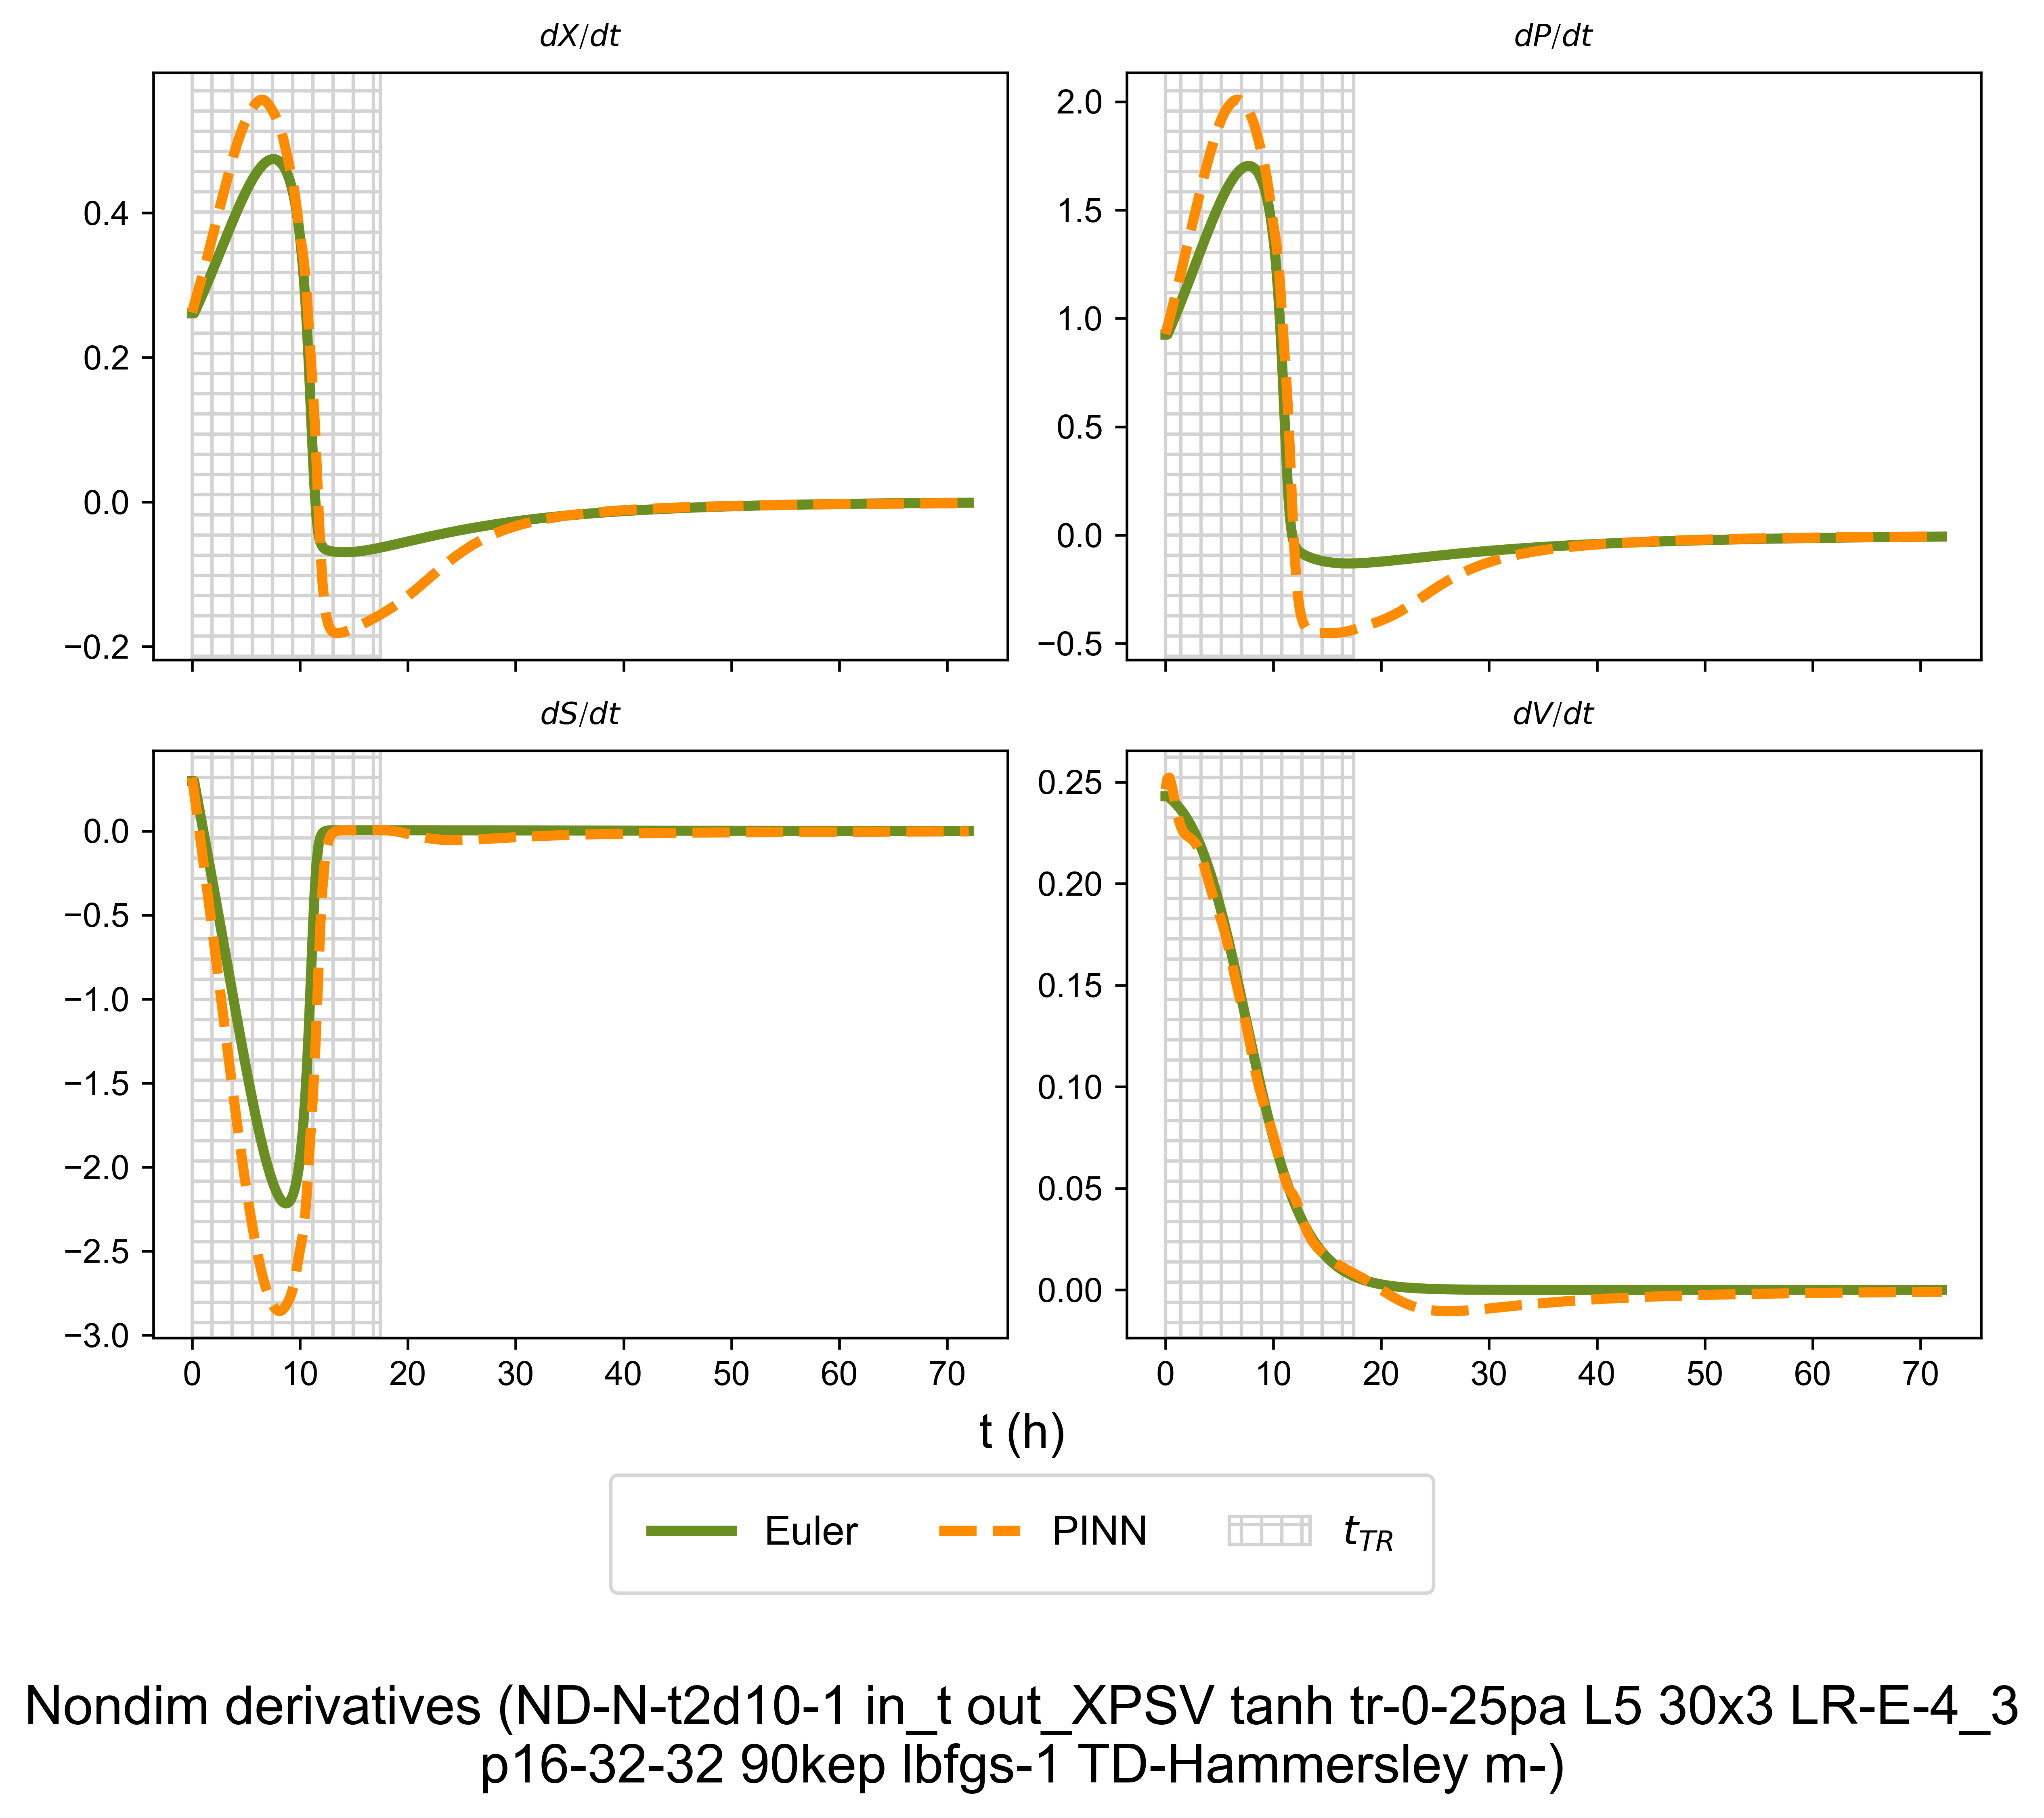 dX/dt
dP/dt
0.4
0.2
0.0
−0.2
2.0
1.5
1.0
0.5
0.0
−0.5
dS/dt
dV/dt
0.0
−0.5
−1.0
−1.5
−2.0
−2.5
−3.0
0 10 20 30 40 50 60 70
0.25
0.20
0.15
0.10
0.05
0.00
0 10 20 30 40 50 60 70
t (h)
Euler PINN t_TR
Nondim derivatives (ND-N-t2d10-1 in_t out_XPSV tanh tr-0-25pa L5 30x3 LR-E-4_3
p16-32-32 90kep lbfgs-1 TD-Hammersley m-)